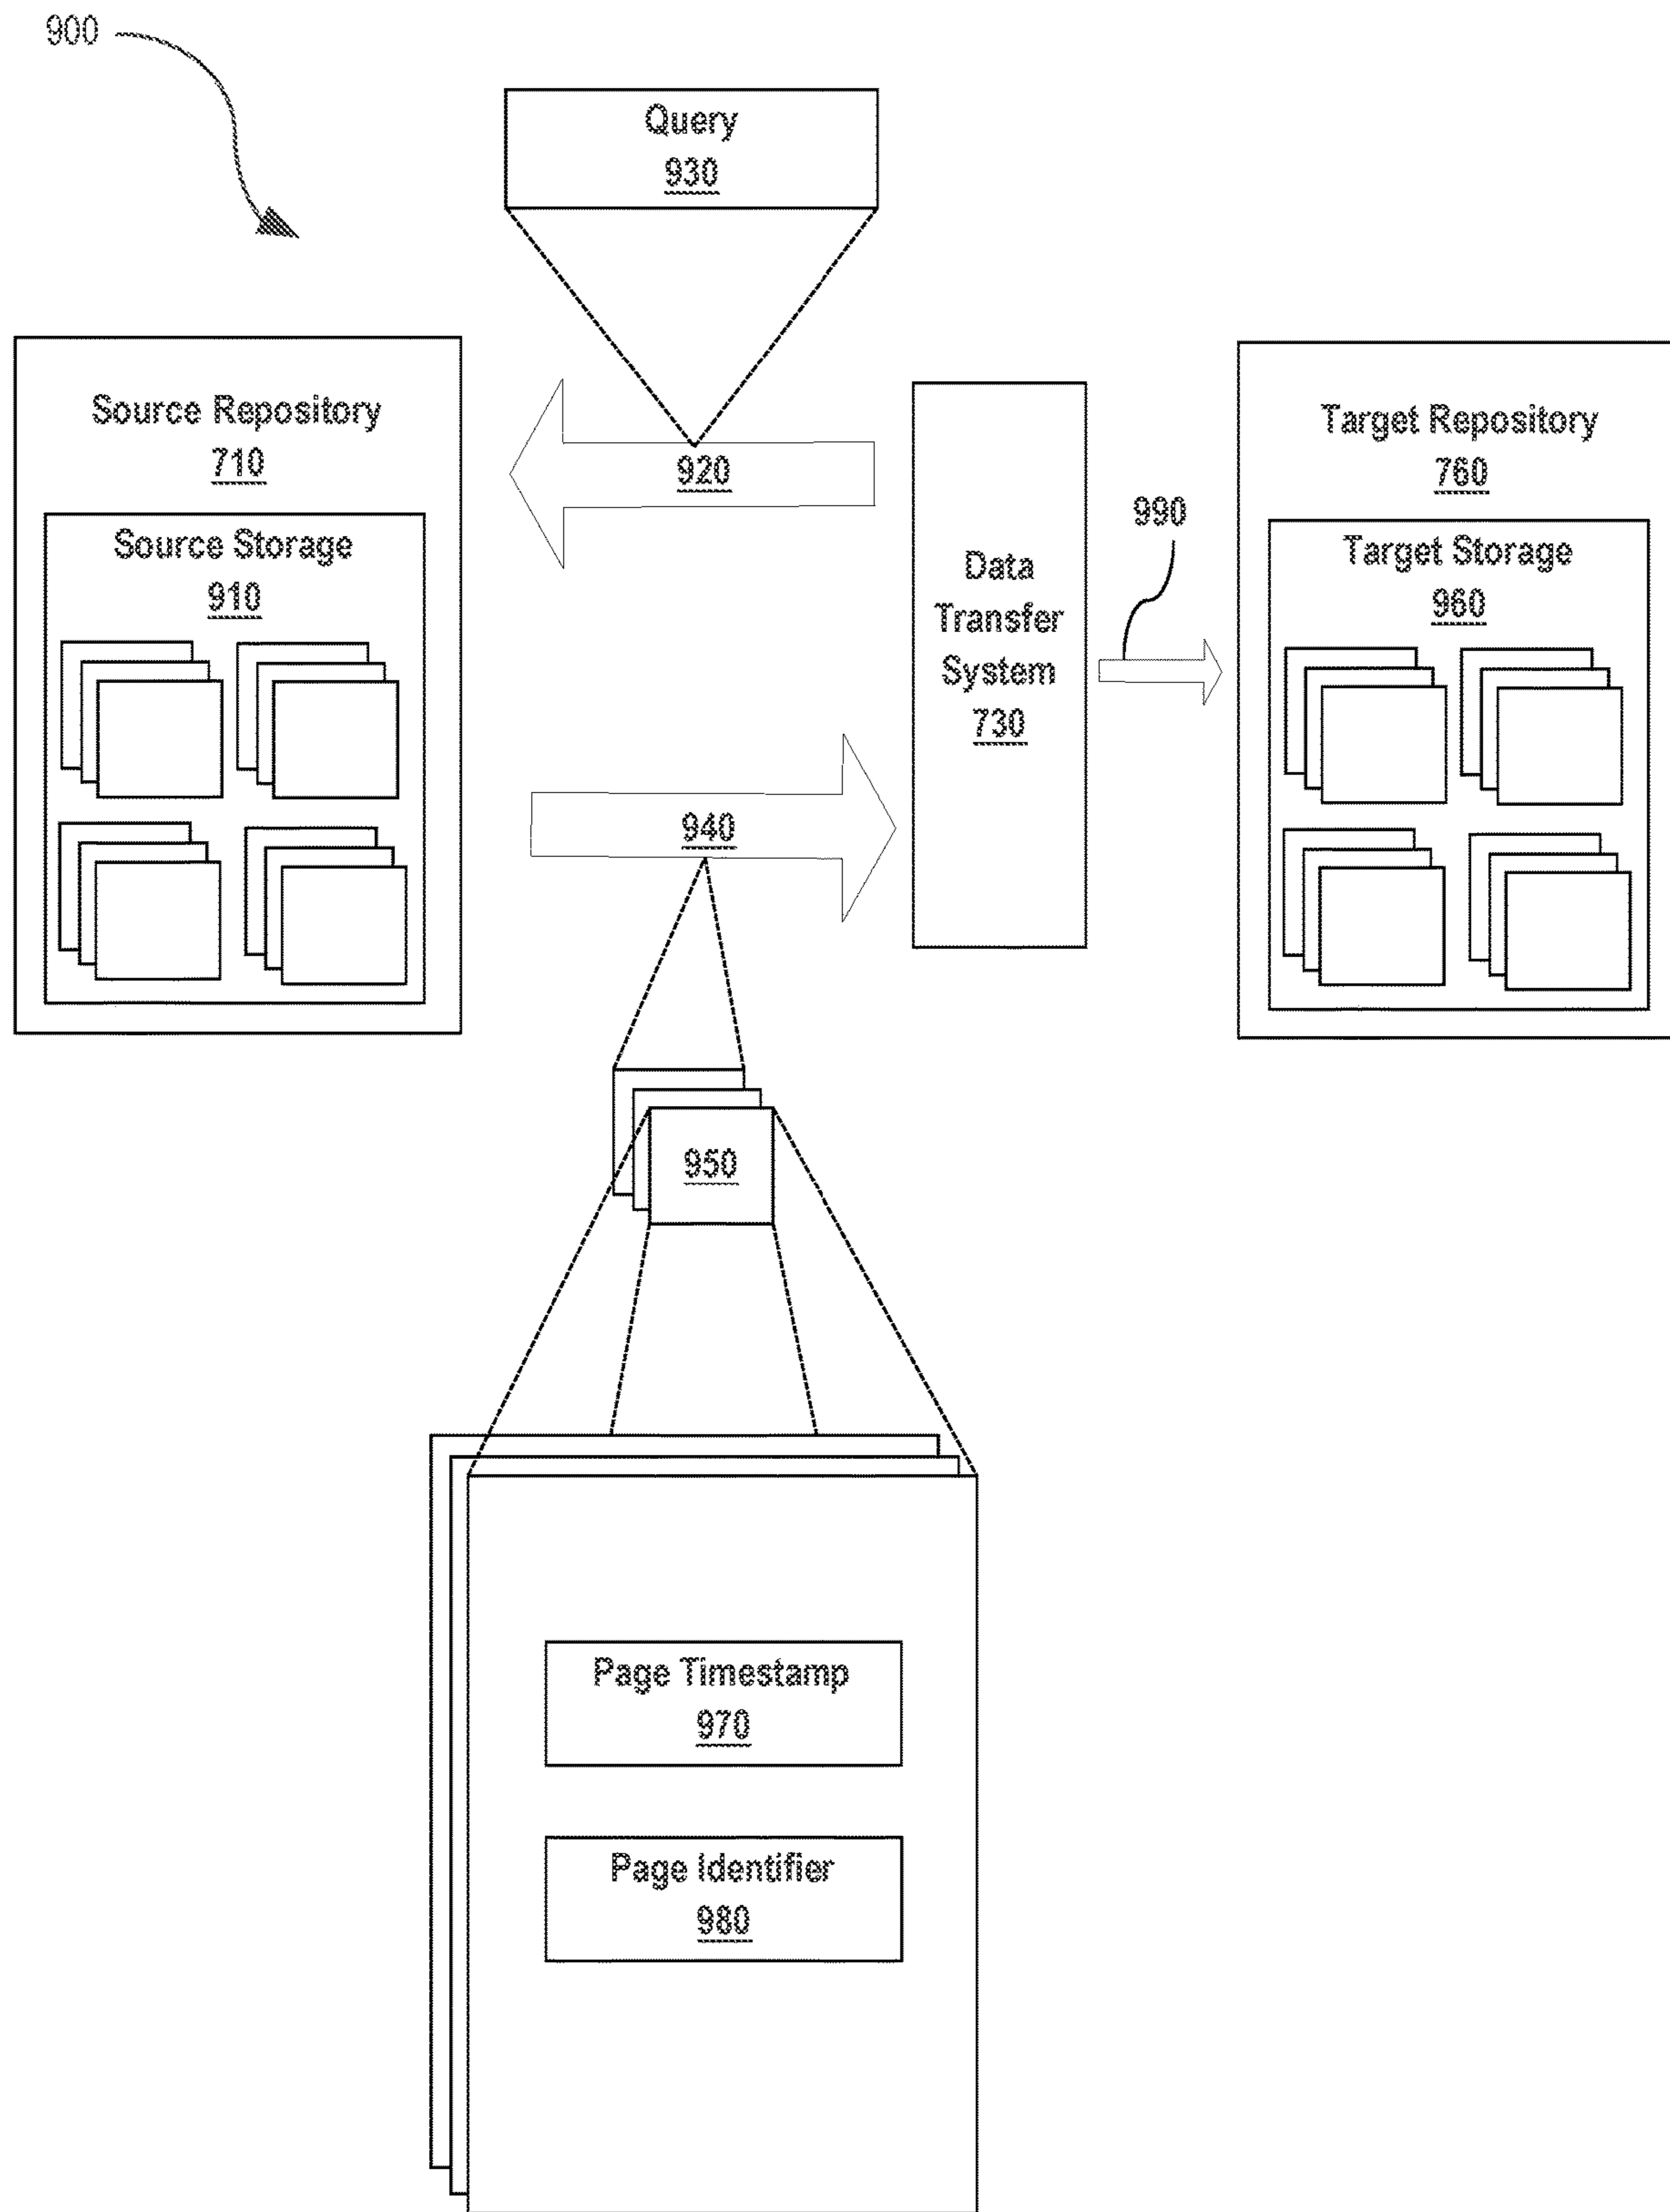 900
Query
930
Source Repository
710
Source Storage
910
920
Data
Transfer
System
730
990
Target Repository
760
Target Storage
960
940
950
Page Timestamp
970
Page Identifier
980